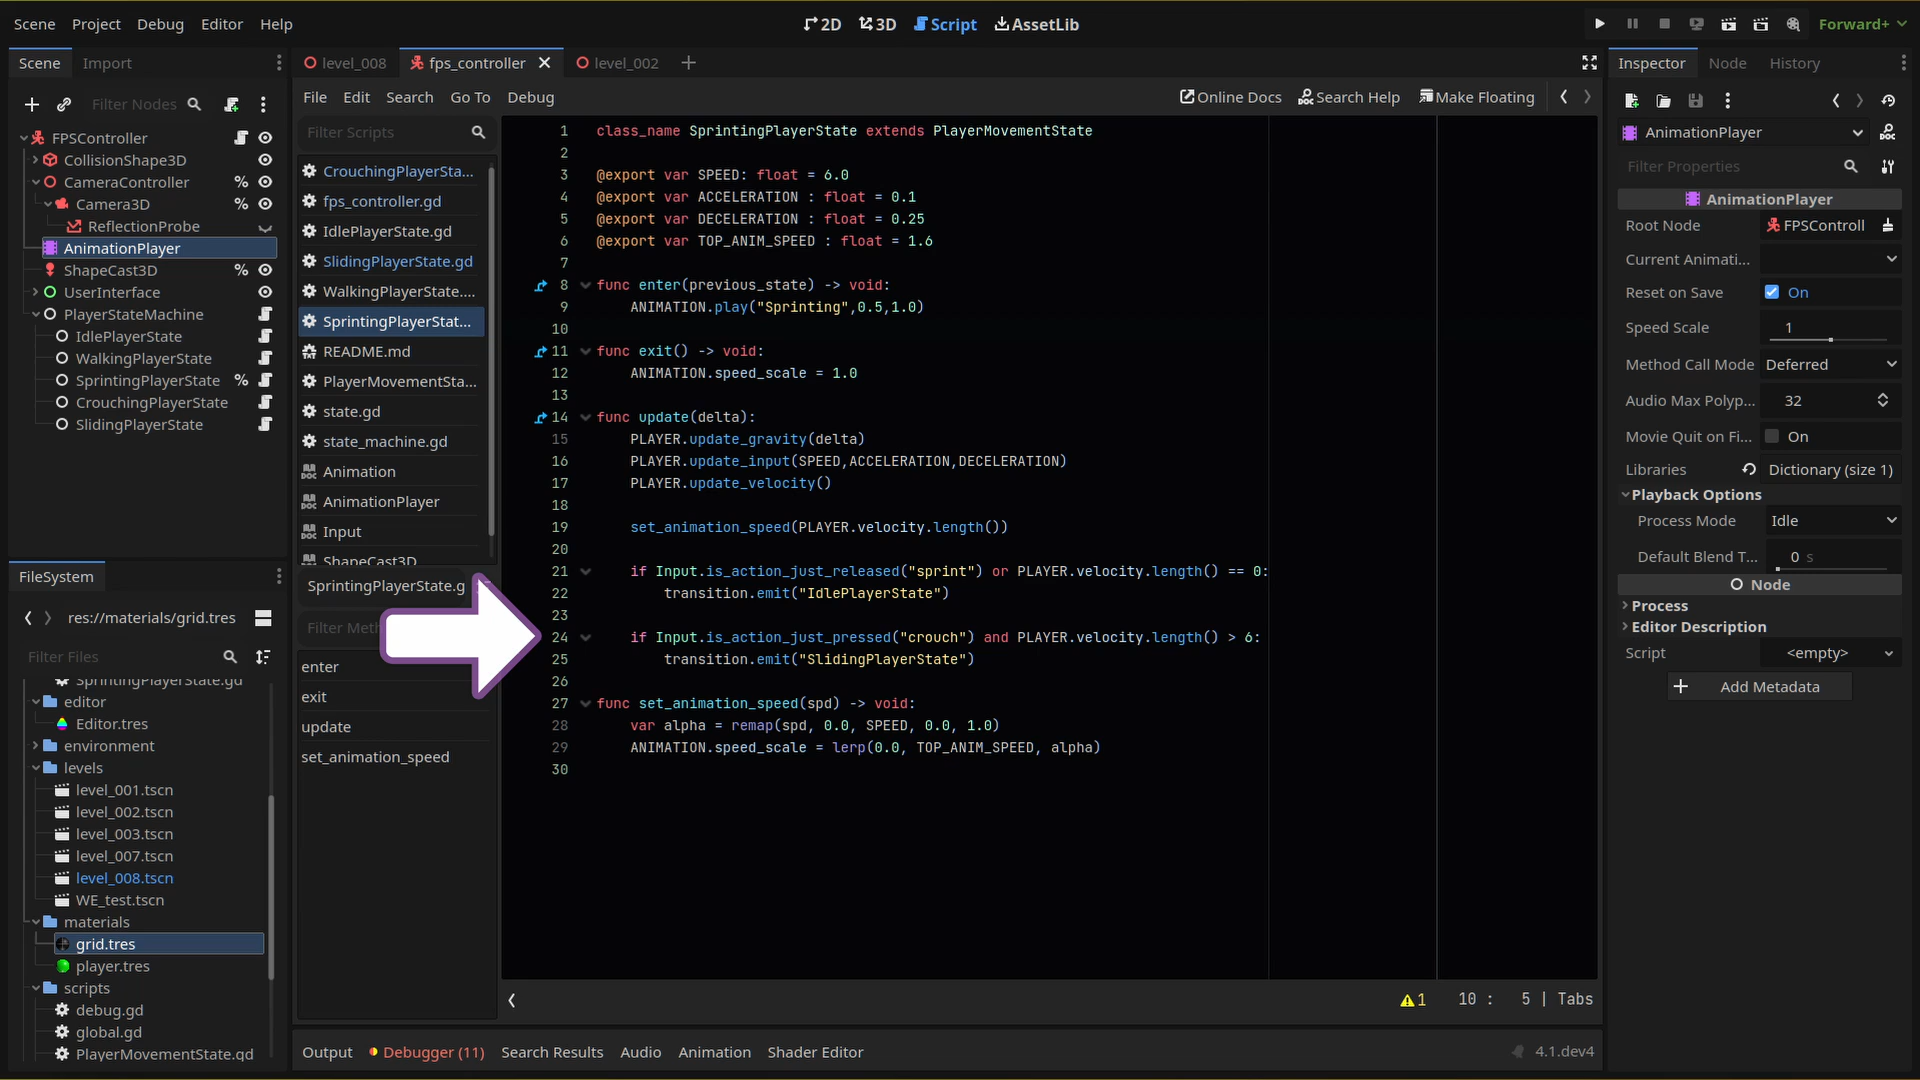 Scene Project Debug Editor Help
2D 3D Script AssetLib
Forward+
Scene Import
level_008 fps_controller level_002
Inspector Node History
Filter Nodes
File Edit Search Go To Debug
Online Docs Search Help Make Floating
FPSController
CollisionShape3D
CameraController
Camera3D
ReflectionProbe
AnimationPlayer
ShapeCast3D
UserInterface
PlayerStateMachine
IdlePlayerState
WalkingPlayerState
SprintingPlayerState
CrouchingPlayerState
SlidingPlayerState
FileSystem
res://materials/grid.tres
Filter Files
SprintingPlayerState.gd
editor
Editor.tres
environment
levels
level_001.tscn
level_002.tscn
level_003.tscn
level_007.tscn
level_008.tscn
WE_test.tscn
materials
grid.tres
player.tres
scripts
debug.gd
global.gd
PlayerMovementState.gd
Filter Scripts
CrouchingPlayerSta...
fps_controller.gd
IdlePlayerState.gd
SlidingPlayerState.gd
WalkingPlayerState....
SprintingPlayerStat...
README.md
PlayerMovementSta...
state.gd
state_machine.gd
Animation
AnimationPlayer
Input
ShapeCast3D
SprintingPlayerState.g
Filter Meth
enter
exit
update
set_animation_speed
1 class_name SprintingPlayerState extends PlayerMovementState
2
3 @export var SPEED: float = 6.0
4 @export var ACCELERATION : float = 0.1
5 @export var DECELERATION : float = 0.25
6 @export var TOP_ANIM_SPEED : float = 1.6
7
8 func enter(previous_state) -> void:
9 ANIMATION.play("Sprinting",0.5,1.0)
10
11 func exit() -> void:
12 ANIMATION.speed_scale = 1.0
13
14 func update(delta):
15 PLAYER.update_gravity(delta)
16 PLAYER.update_input(SPEED,ACCELERATION,DECELERATION)
17 PLAYER.update_velocity()
18
19 set_animation_speed(PLAYER.velocity.length())
20
21 if Input.is_action_just_released("sprint") or PLAYER.velocity.length() == 0:
22 transition.emit("IdlePlayerState")
23
24 if Input.is_action_just_pressed("crouch") and PLAYER.velocity.length() > 6:
25 transition.emit("SlidingPlayerState")
26
27 func set_animation_speed(spd) -> void:
28 var alpha = remap(spd, 0.0, SPEED, 0.0, 1.0)
29 ANIMATION.speed_scale = lerp(0.0, TOP_ANIM_SPEED, alpha)
30
1 10 : 5 | Tabs
Output Debugger (11) Search Results Audio Animation Shader Editor
4.1.dev4
AnimationPlayer
Filter Properties
AnimationPlayer
Root Node FPSControll
Current Animati...
Reset on Save On
Speed Scale 1
Method Call Mode Deferred
Audio Max Polyp... 32
Movie Quit on Fi... On
Libraries Dictionary (size 1)
Playback Options
Process Mode Idle
Default Blend T... 0 s
Node
Process
Editor Description
Script <empty>
Add Metadata